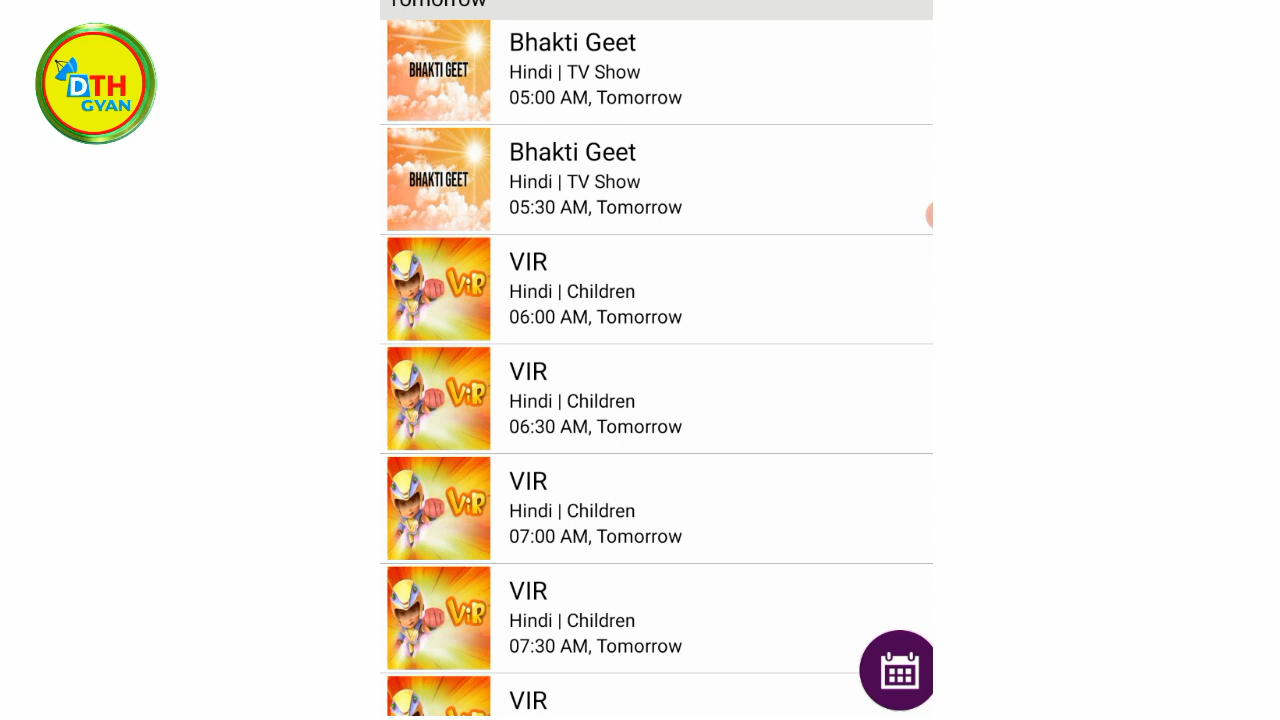 Tomorrow
DTH
GYAN
BHAKTI GEET
Bhakti Geet
Hindi | TV Show
05:00 AM, Tomorrow
BHAKTI GEET
Bhakti Geet
Hindi | TV Show
05:30 AM, Tomorrow
ViR
VIR
Hindi | Children
06:00 AM, Tomorrow
ViR
VIR
Hindi | Children
06:30 AM, Tomorrow
ViR
VIR
Hindi | Children
07:00 AM, Tomorrow
ViR
VIR
Hindi | Children
07:30 AM, Tomorrow
VIR